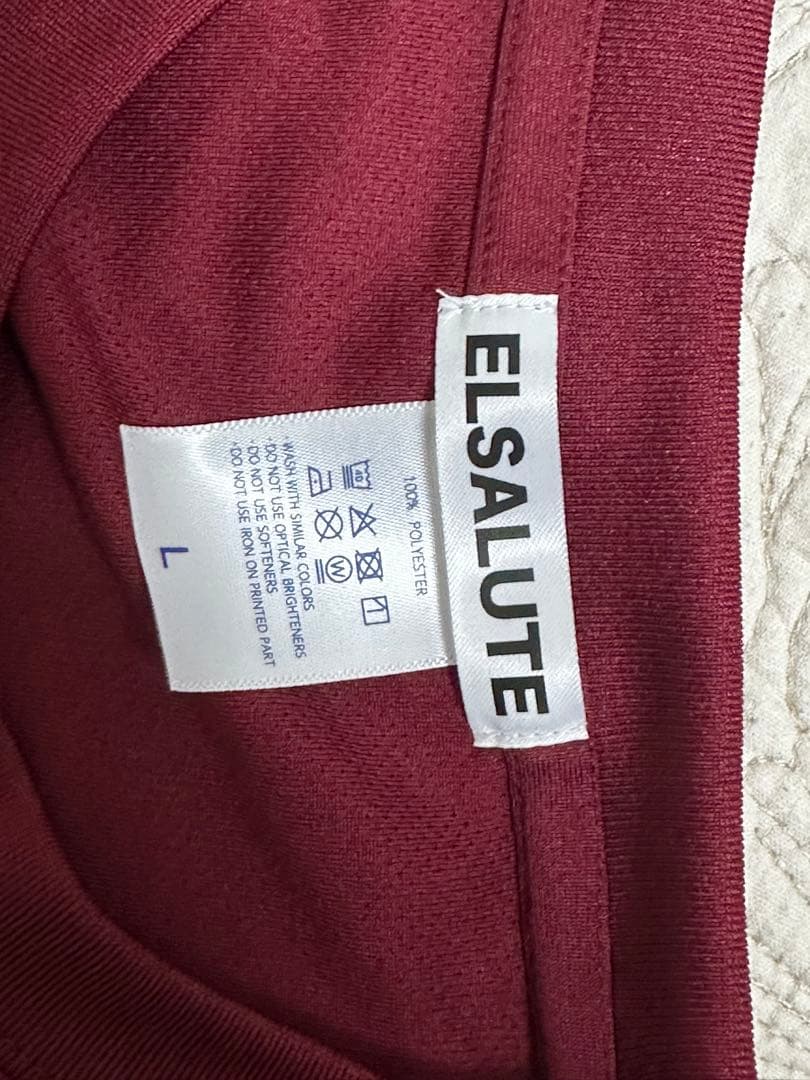 ELSALUTE
100% POLYESTER
40
W
*WASH WITH SIMILAR COLORS
*DO NOT USE OPTICAL BRIGHTENERS
*DO NOT USE SOFTENERS
*DO NOT USE IRON ON PRINTED PART
L